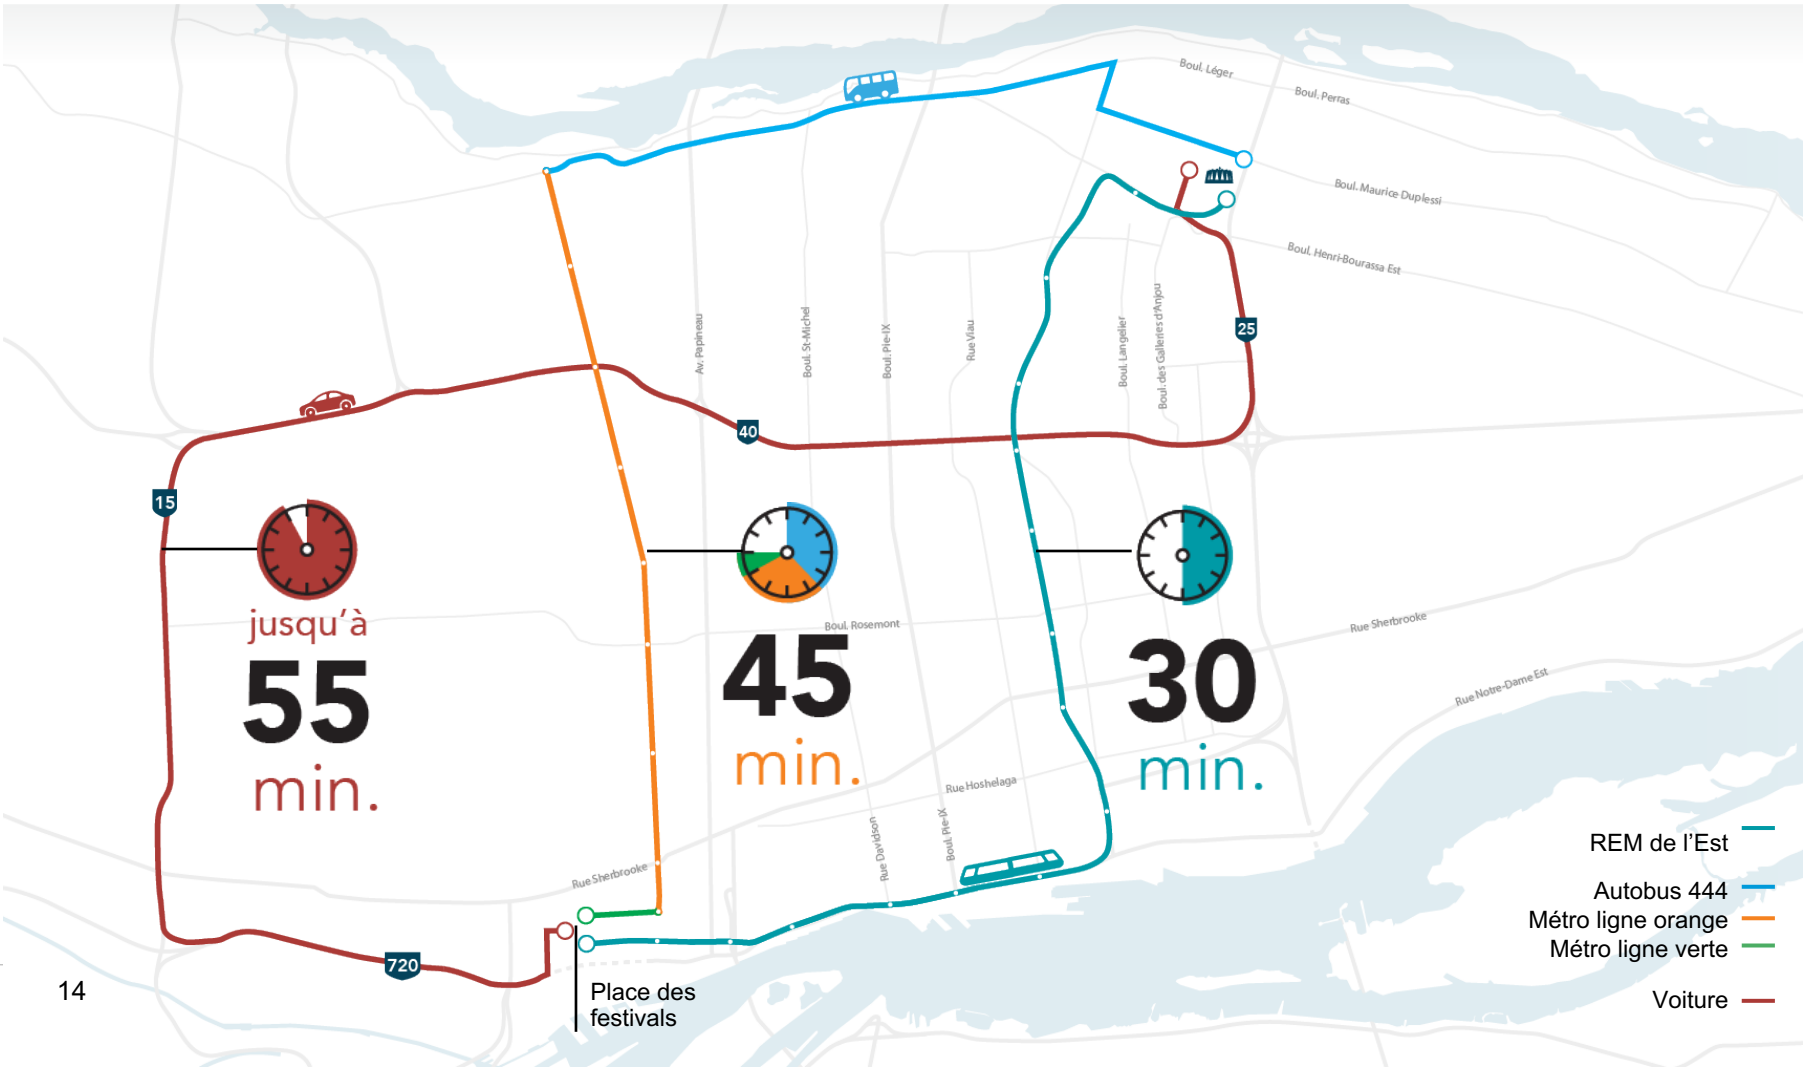 Boul. Léger
Boul. Perras
Boul. Maurice Duplessi
Boul. Henri-Bourassa Est
25
Av. Papineau
Boul. St-Michel
Boul. Pie-IX
Rue Viau
Boul. Langelier
Boul. des Galleries d'Anjou
40
15
jusqu'à
55
min.
45
min.
30
min.
Boul. Rosemont
Rue Sherbrooke
Rue Notre-Dame Est
Rue Hoshelaga
Rue Davidson
Boul. Pie-IX
Rue Sherbrooke
720
Place des
festivals
REM de l'Est
Autobus 444
Métro ligne orange
Métro ligne verte
Voiture
14